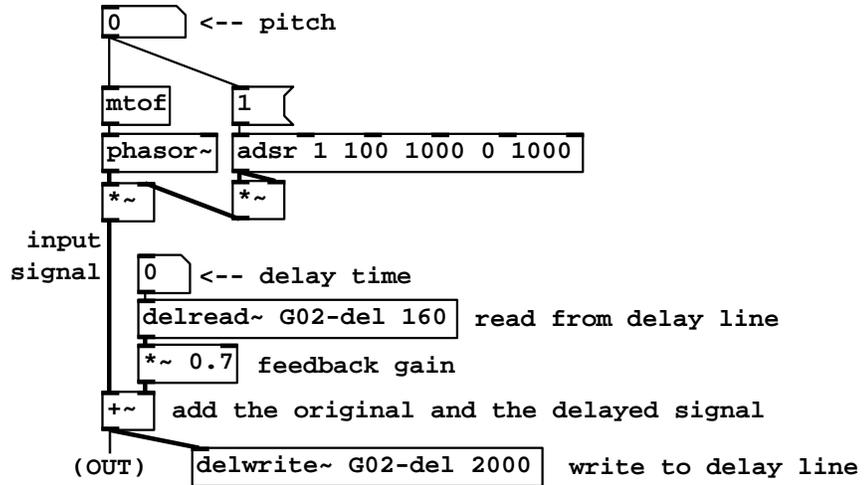 0 <-- pitch
mtof 1
phasor~ adsr 1 100 1000 0 1000
*~ *~
input
signal
0 <-- delay time
delread~ G02-del 160 read from delay line
*~ 0.7 feedback gain
+~ add the original and the delayed signal
(OUT) delwrite~ G02-del 2000 write to delay line